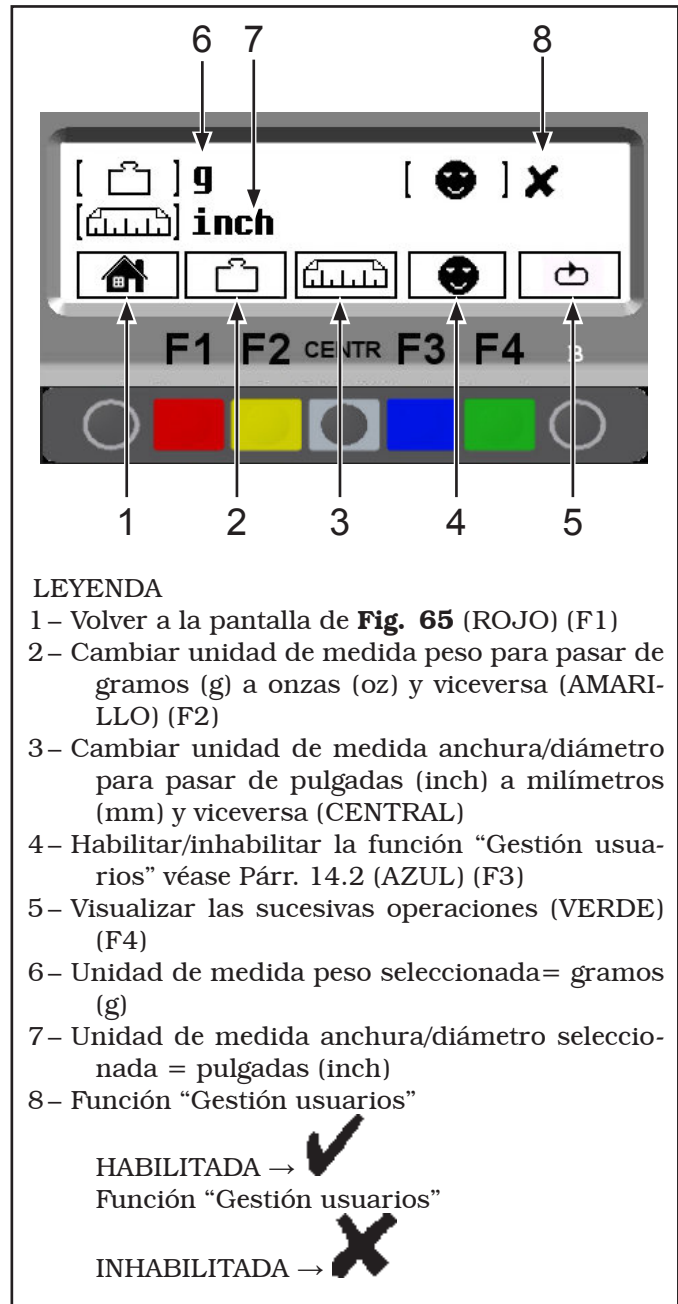 6 7 8
[ ] g [ ] ✘
[ ] inch
F1 F2 CENTR F3 F4 B
1 2 3 4 5
LEYENDA
1 – Volver a la pantalla de Fig. 65 (ROJO) (F1)
2 – Cambiar unidad de medida peso para pasar de
gramos (g) a onzas (oz) y viceversa (AMARI-
LLO) (F2)
3 – Cambiar unidad de medida anchura/diámetro
para pasar de pulgadas (inch) a milímetros
(mm) y viceversa (CENTRAL)
4 – Habilitar/inhabilitar la función “Gestión usua-
rios” véase Párr. 14.2 (AZUL) (F3)
5 – Visualizar las sucesivas operaciones (VERDE)
(F4)
6 – Unidad de medida peso seleccionada= gramos
(g)
7 – Unidad de medida anchura/diámetro seleccio-
nada = pulgadas (inch)
8 – Función “Gestión usuarios”
HABILITADA → ✔
Función “Gestión usuarios”
INHABILITADA → ✘